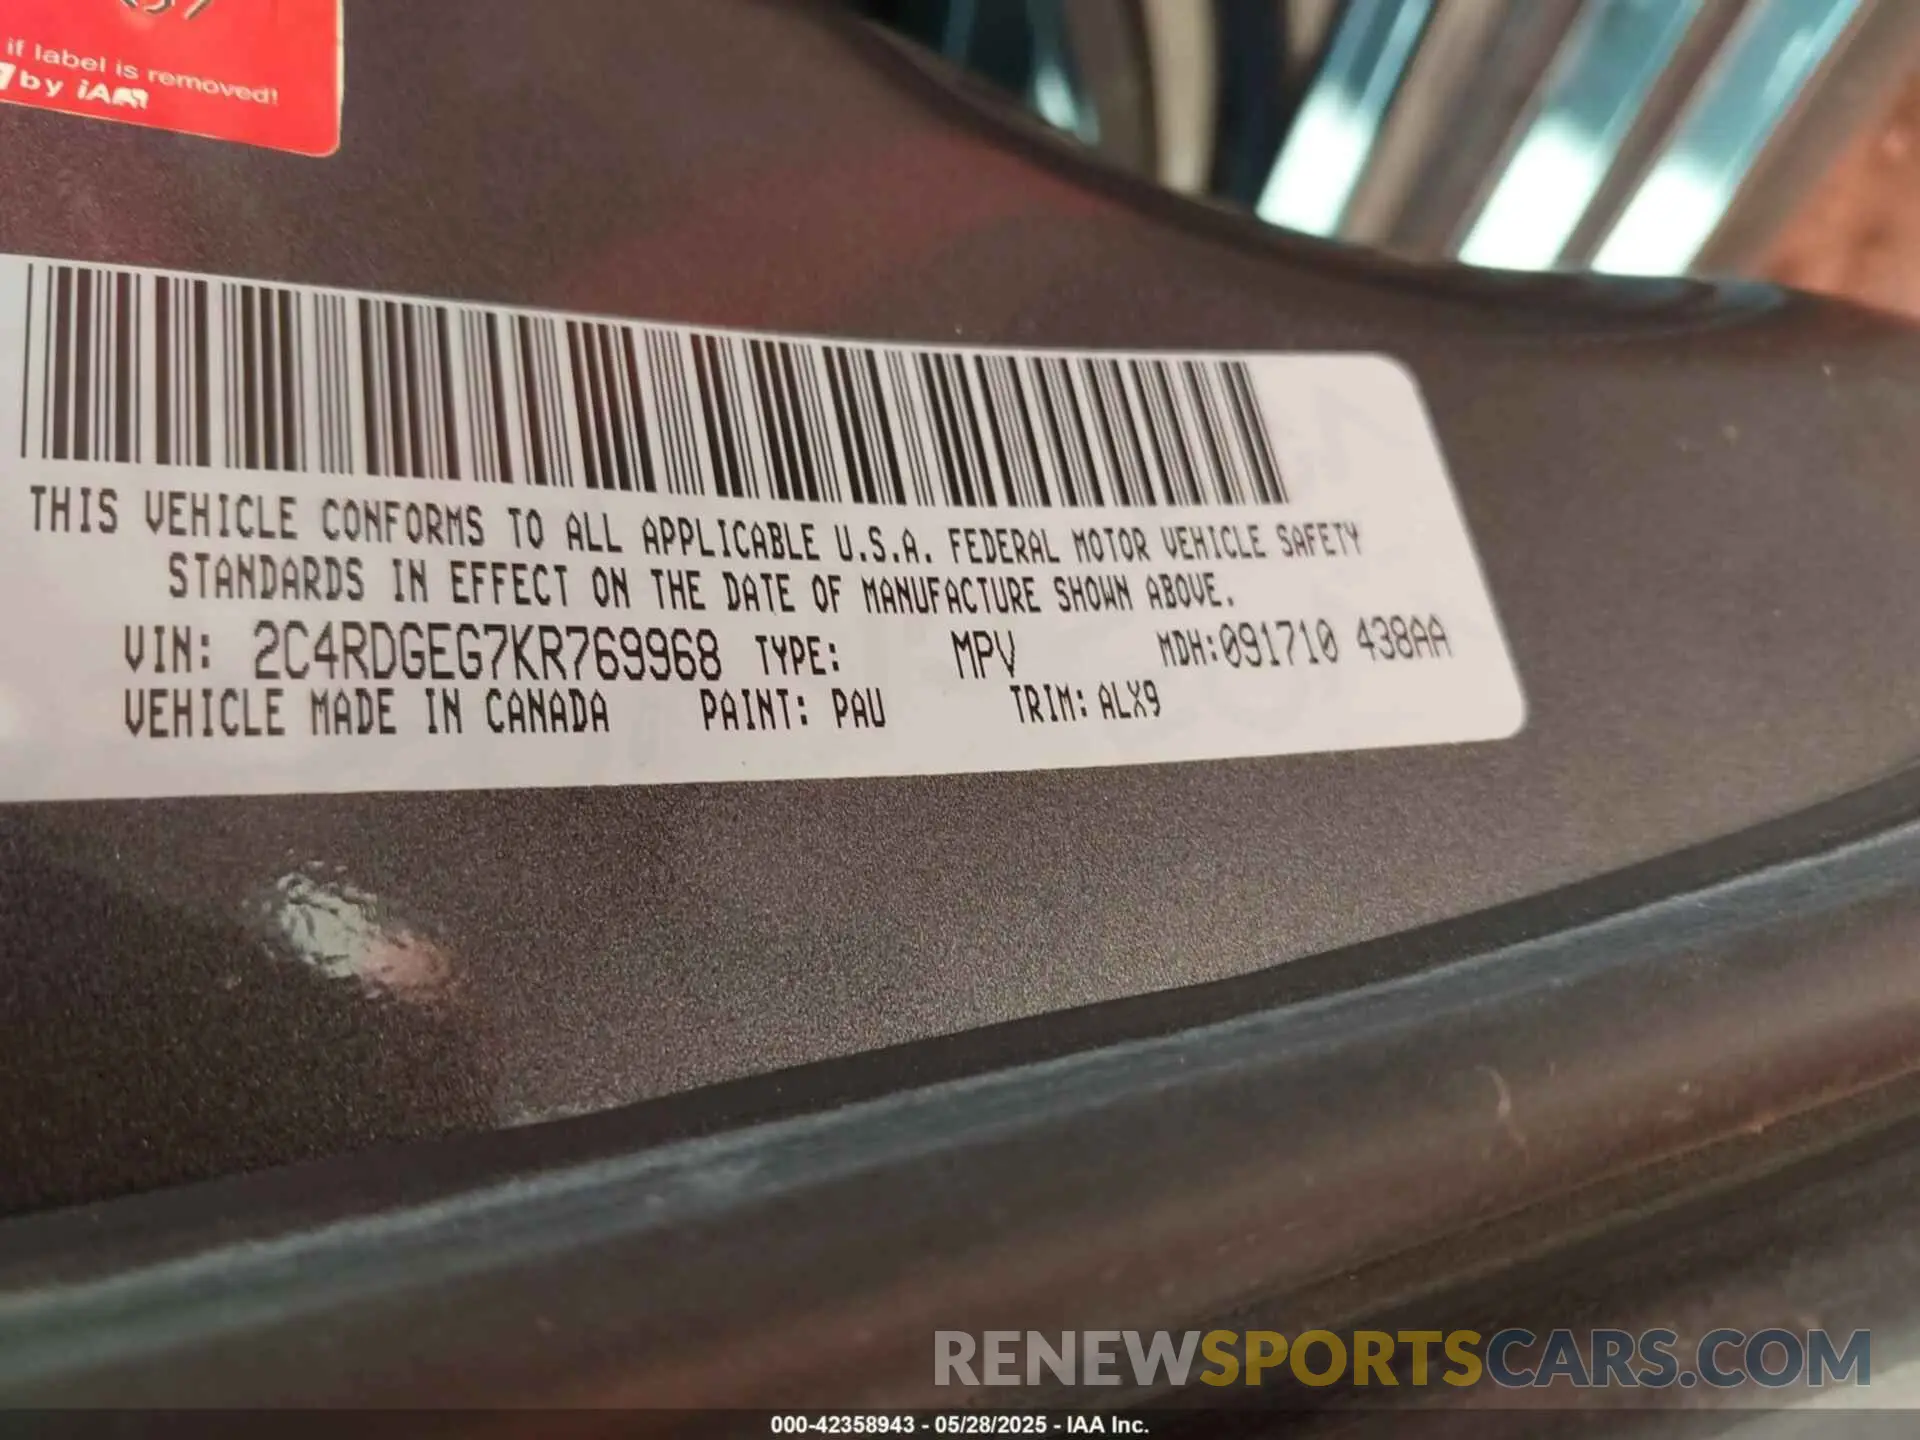 if label is removed!
by iAA
THIS VEHICLE CONFORMS TO ALL APPLICABLE U.S.A. FEDERAL MOTOR VEHICLE SAFETY
STANDARDS IN EFFECT ON THE DATE OF MANUFACTURE SHOWN ABOVE.
VIN: 2C4RDGEG7KR769968 TYPE: MPV MDH:091710 438AA
VEHICLE MADE IN CANADA PAINT: PAU TRIM: ALX9
RENEWSPORTSCARS.COM
000-42358943 - 05/28/2025 - IAA Inc.